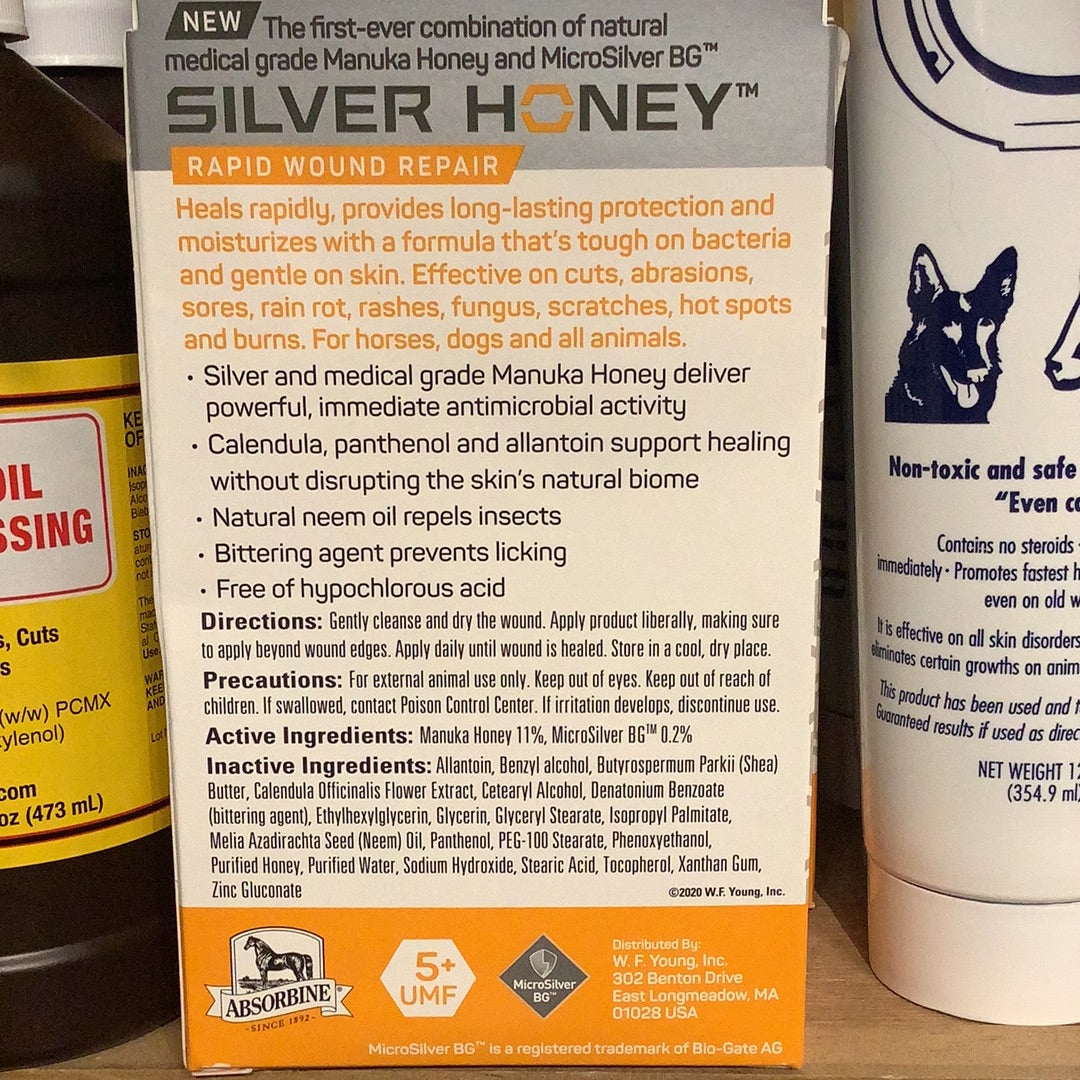 NEW The first-ever combination of natural
medical grade Manuka Honey and MicroSilver BG™
SILVER HONEY™
RAPID WOUND REPAIR
Heals rapidly, provides long-lasting protection and
moisturizes with a formula that's tough on bacteria
and gentle on skin. Effective on cuts, abrasions,
sores, rain rot, rashes, fungus, scratches, hot spots
and burns. For horses, dogs and all animals.
• Silver and medical grade Manuka Honey deliver
powerful, immediate antimicrobial activity
• Calendula, panthenol and allantoin support healing
without disrupting the skin's natural biome
• Natural neem oil repels insects
• Bittering agent prevents licking
• Free of hypochlorous acid
Directions: Gently cleanse and dry the wound. Apply product liberally, making sure
to apply beyond wound edges. Apply daily until wound is healed. Store in a cool, dry place.
Precautions: For external animal use only. Keep out of eyes. Keep out of reach of
children. If swallowed, contact Poison Control Center. If irritation develops, discontinue use.
Active Ingredients: Manuka Honey 11%, MicroSilver BG™ 0.2%
Inactive Ingredients: Allantoin, Benzyl alcohol, Butyrospermum Parkii (Shea)
Butter, Calendula Officinalis Flower Extract, Cetearyl Alcohol, Denatonium Benzoate
(bittering agent), Ethylhexylglycerin, Glycerin, Glyceryl Stearate, Isopropyl Palmitate,
Melia Azadirachta Seed (Neem) Oil, Panthenol, PEG-100 Stearate, Phenoxyethanol,
Purified Honey, Purified Water, Sodium Hydroxide, Stearic Acid, Tocopherol, Xanthan Gum,
Zinc Gluconate
©2020 W.F. Young, Inc.
ABSORBINE®
- SINCE 1892 -
5+
UMF
MicroSilver
BG™
Distributed By:
W. F. Young, Inc.
302 Benton Drive
East Longmeadow, MA
01028 USA
MicroSilver BG™ is a registered trademark of Bio-Gate AG
OIL
SSING
s, Cuts
s
(w/w) PCMX
xylenol)
com
oz (473 mL)
KE
OF
Non-toxic and safe
"Even
Contains no steroids
immediately • Promotes fastest
even on old
It is effective on all skin disorders
eliminates certain growths on
This product has been used and
Guaranteed results if used as
NET WEIGHT 12
(354.9 ml